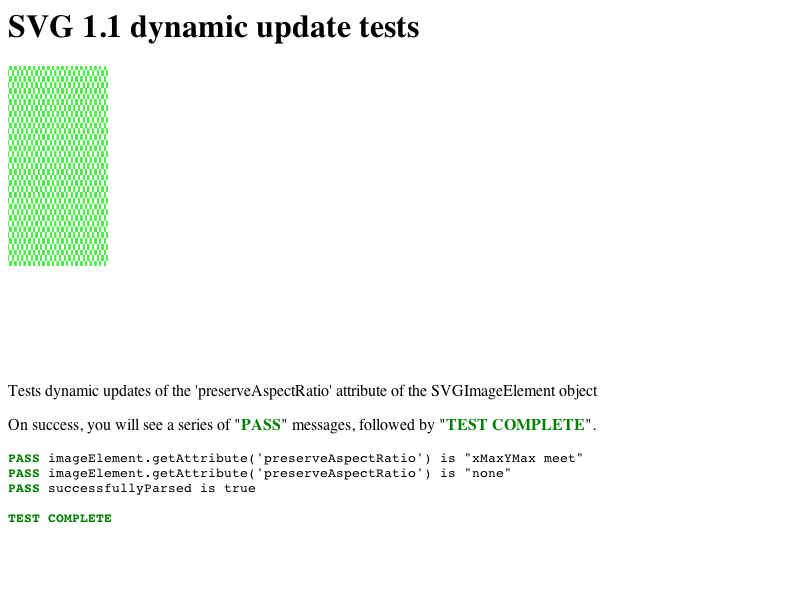 SVG 1.1 dynamic update tests
Tests dynamic updates of the 'preserveAspectRatio' attribute of the SVGImageElement object
On success, you will see a series of "PASS" messages, followed by "TEST COMPLETE".
PASS imageElement.getAttribute('preserveAspectRatio') is "xMaxYMax meet"
PASS imageElement.getAttribute('preserveAspectRatio') is "none"
PASS successfullyParsed is true
TEST COMPLETE